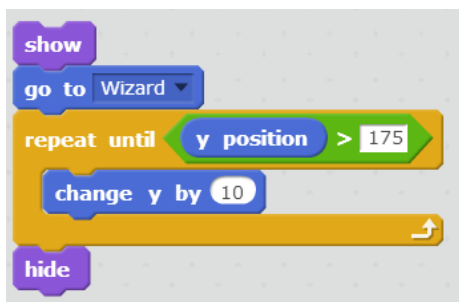 show
go to Wizard
repeat until y position > 175
change y by 10
hide